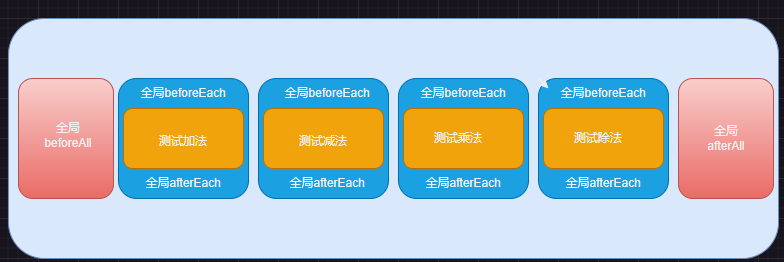 全局
beforeAll
全局beforeEach
测试加法
全局afterEach
全局beforeEach
测试减法
全局afterEach
全局beforeEach
测试乘法
全局afterEach
全局beforeEach
测试除法
全局afterEach
全局
afterAll